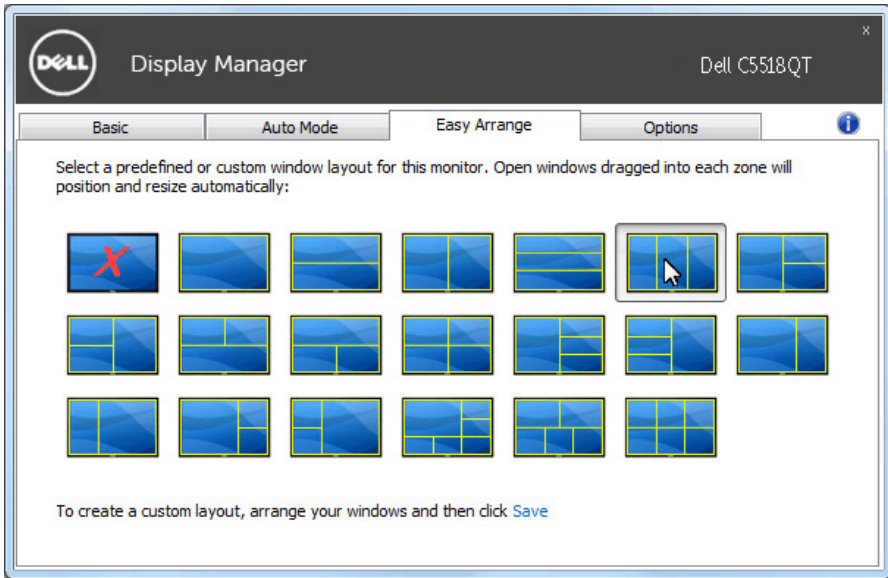 x
DELL Display Manager Dell C5518QT
Basic Auto Mode Easy Arrange Options i
Select a predefined or custom window layout for this monitor. Open windows dragged into each zone will
position and resize automatically:
X
To create a custom layout, arrange your windows and then click Save